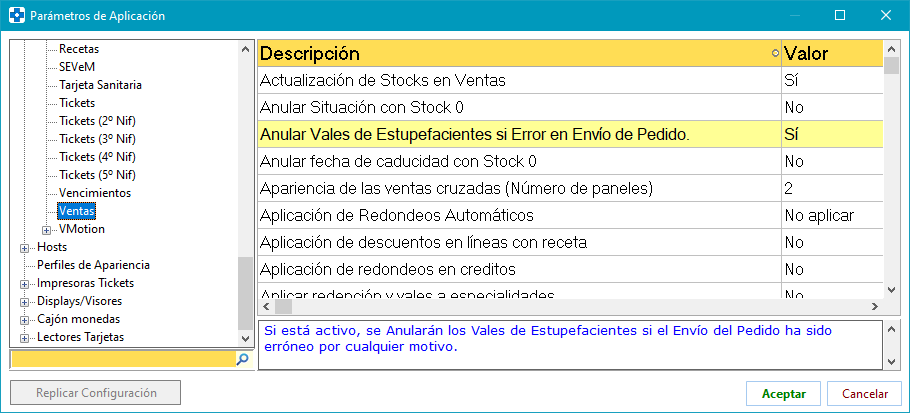 Parámetros de Aplicación
Recetas
SEVeM
Tarjeta Sanitaria
Tickets
Tickets (2º Nif)
Tickets (3º Nif)
Tickets (4º Nif)
Tickets (5º Nif)
Vencimientos
Ventas
VMotion
Hosts
Perfiles de Apariencia
Impresoras Tickets
Displays/Visores
Cajón monedas
Lectores Tarjetas
Descripción Valor
Actualización de Stocks en Ventas Sí
Anular Situación con Stock 0 No
Anular Vales de Estupefacientes si Error en Envío de Pedido. Sí
Anular fecha de caducidad con Stock 0 No
Apariencia de las ventas cruzadas (Número de paneles) 2
Aplicación de Redondeos Automáticos No aplicar
Aplicación de descuentos en líneas con receta No
Aplicación de redondeos en creditos No
Aplicar redención y vales a especialidades No
Si está activo, se Anularán los Vales de Estupefacientes si el Envío del Pedido ha sido
erróneo por cualquier motivo.
Replicar Configuración
Aceptar
Cancelar